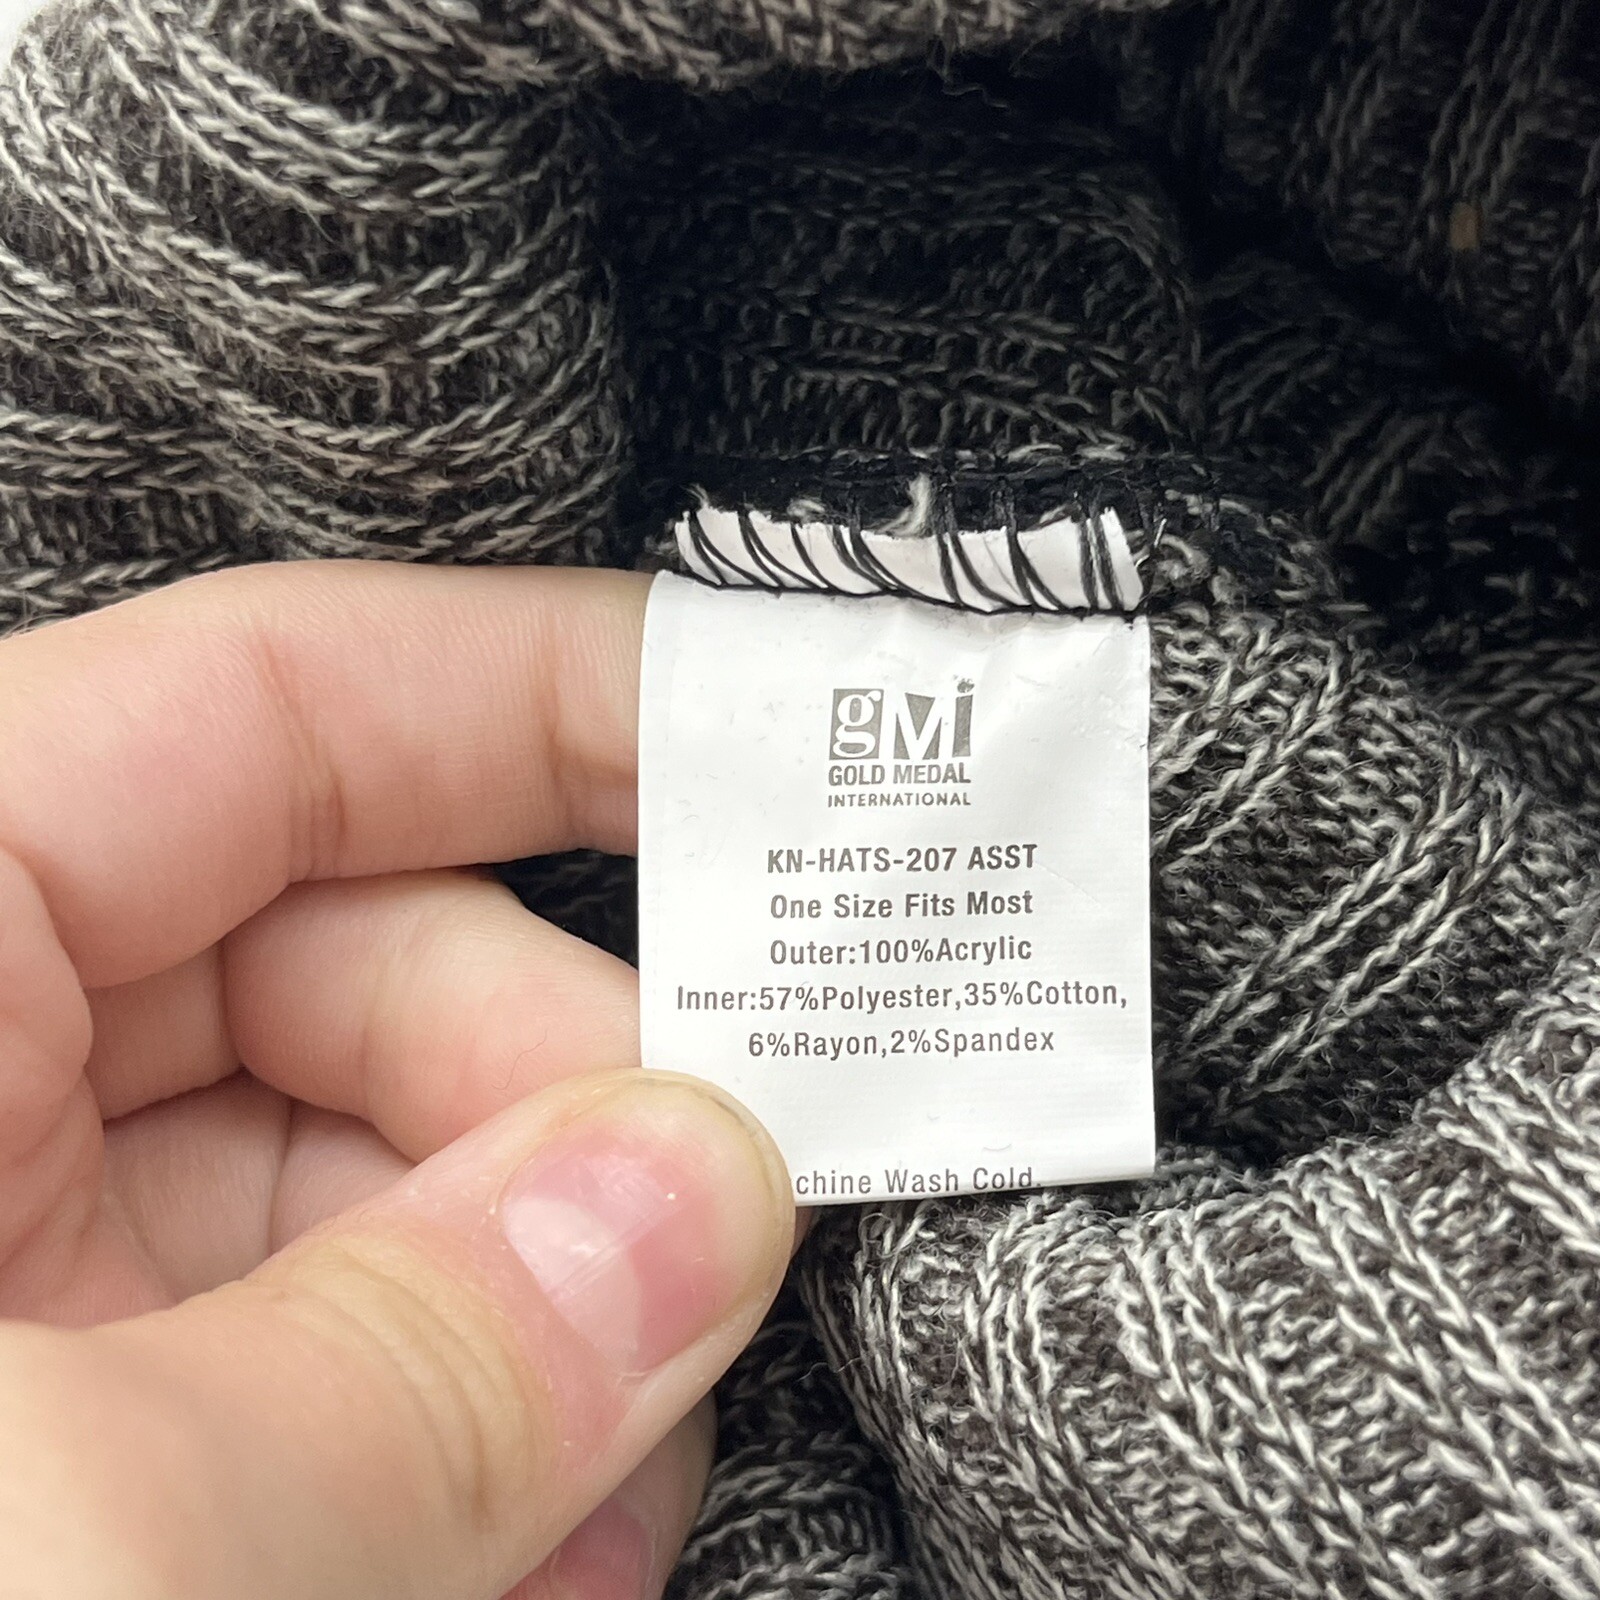 gMi
GOLD MEDAL
INTERNATIONAL
KN-HATS-207 ASST
One Size Fits Most
Outer:100%Acrylic
Inner:57%Polyester,35%Cotton,
6%Rayon,2%Spandex
chine Wash Cold.